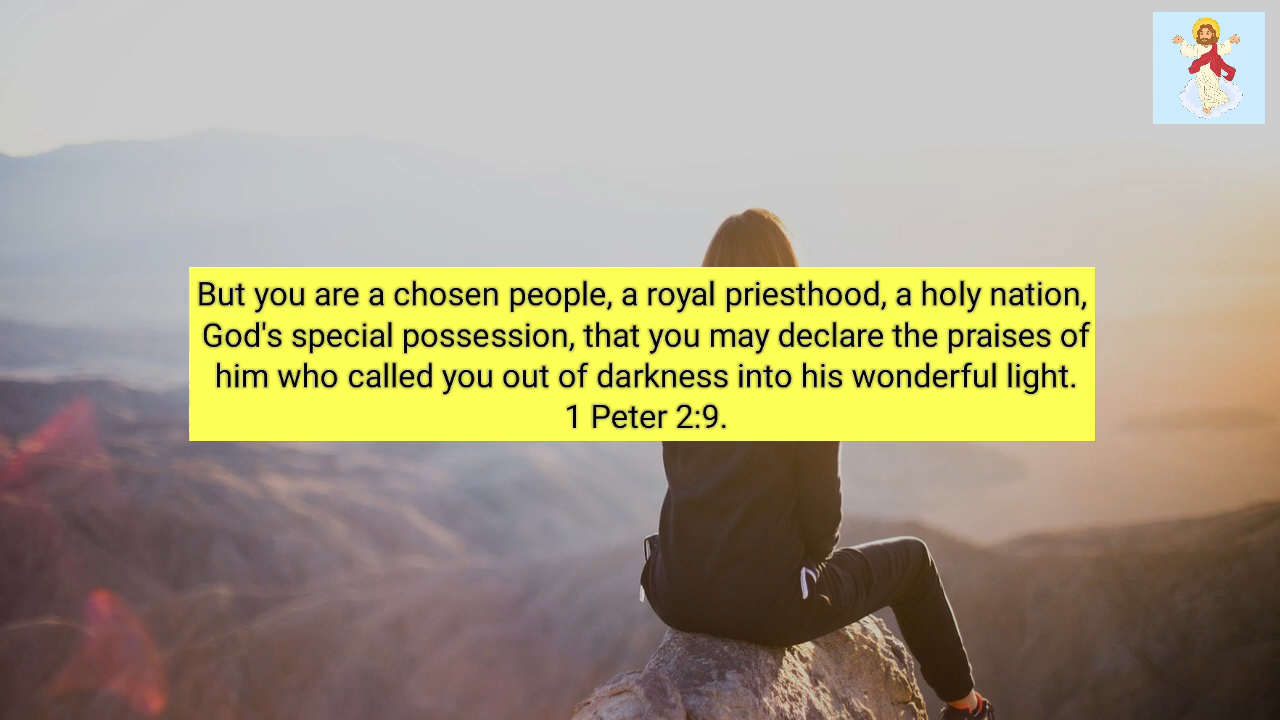 But you are a chosen people, a royal priesthood, a holy nation,
God's special possession, that you may declare the praises of
him who called you out of darkness into his wonderful light.
1 Peter 2:9.